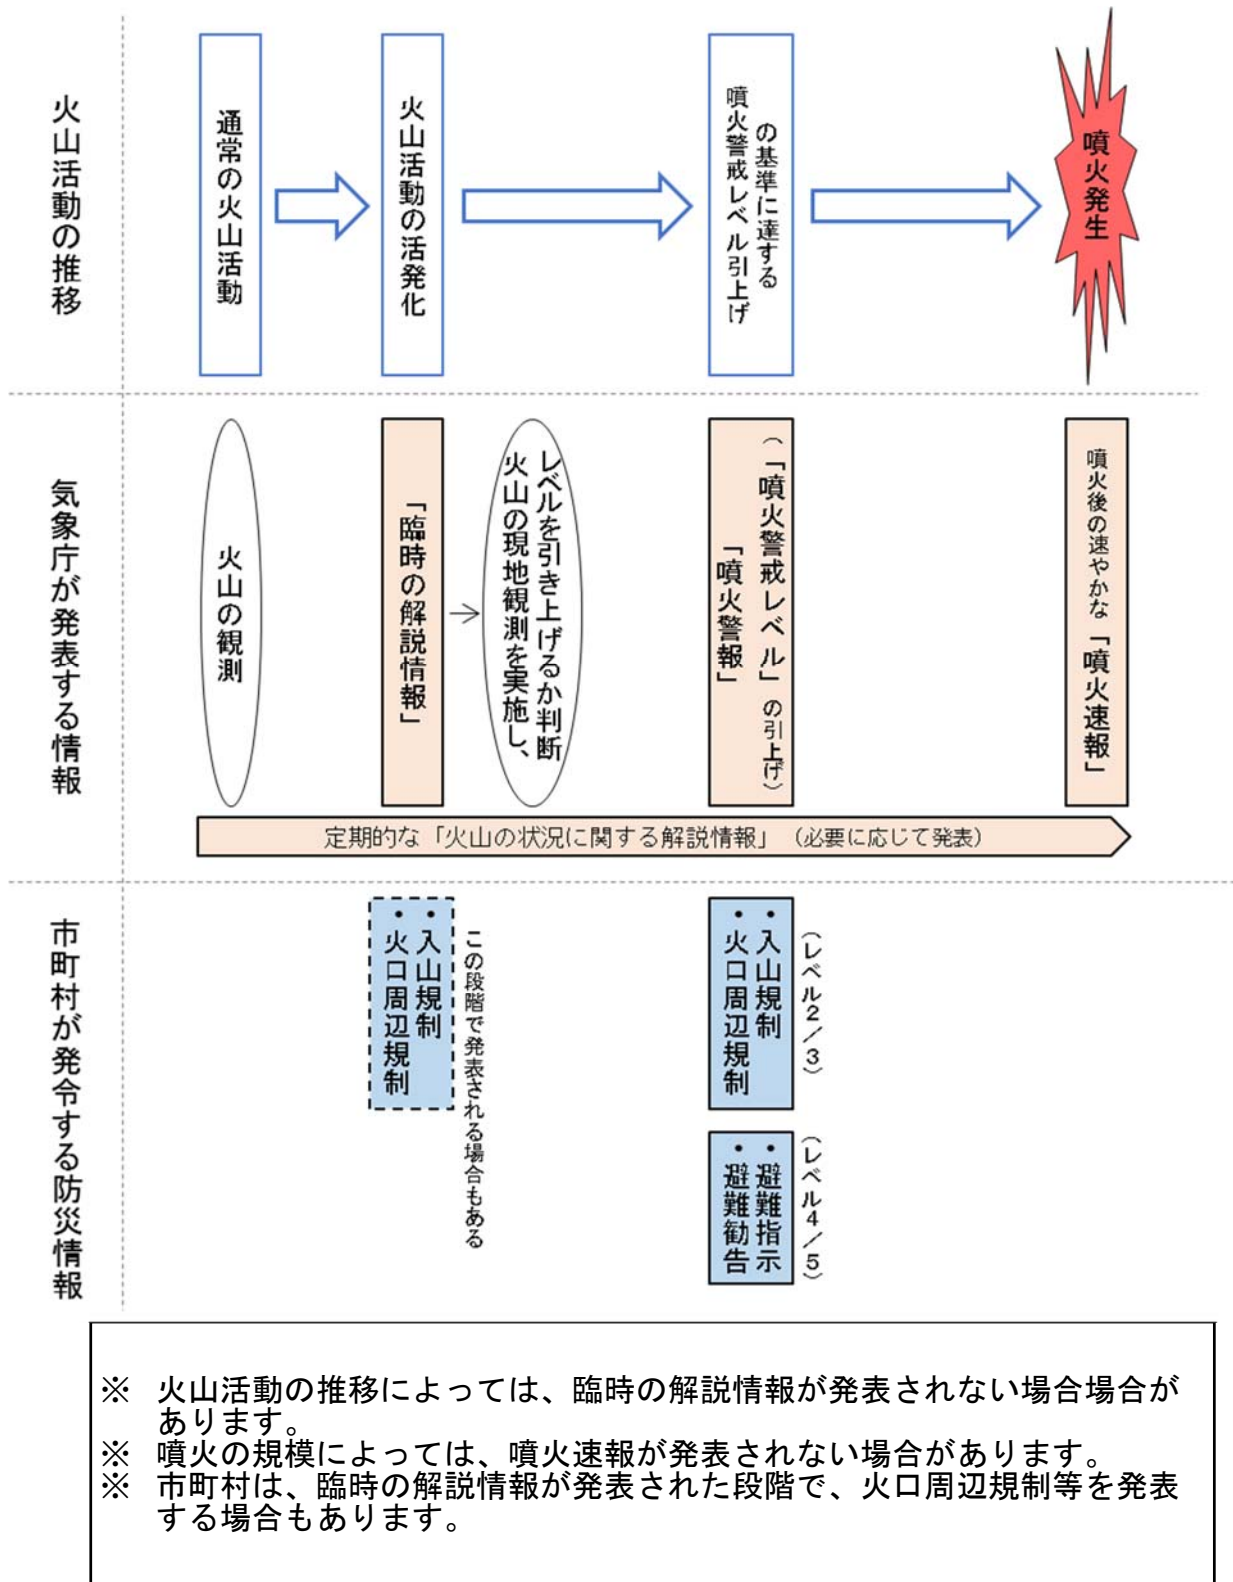 火山活動の推移
通常の火山活動
火山活動の活発化
噴火警戒レベル引上げ
の基準に達する
噴火発生
気象庁が発表する情報
火山の観測
「臨時の解説情報」
火山の現地観測を実施し、
レベルを引き上げるか判断
「噴火警報」
(「噴火警戒レベル」の引上げ)
噴火後の速やかな「噴火速報」
定期的な「火山の状況に関する解説情報」(必要に応じて発表)
市町村が発令する防災情報
・火口周辺規制
・入山規制
この段階で発表される場合もある
・火口周辺規制
・入山規制
(レベル2/3)
・避難勧告
・避難指示
(レベル4/5)
※ 火山活動の推移によっては、臨時の解説情報が発表されない場合場合が
あります。
※ 噴火の規模によっては、噴火速報が発表されない場合があります。
※ 市町村は、臨時の解説情報が発表された段階で、火口周辺規制等を発表
する場合もあります。